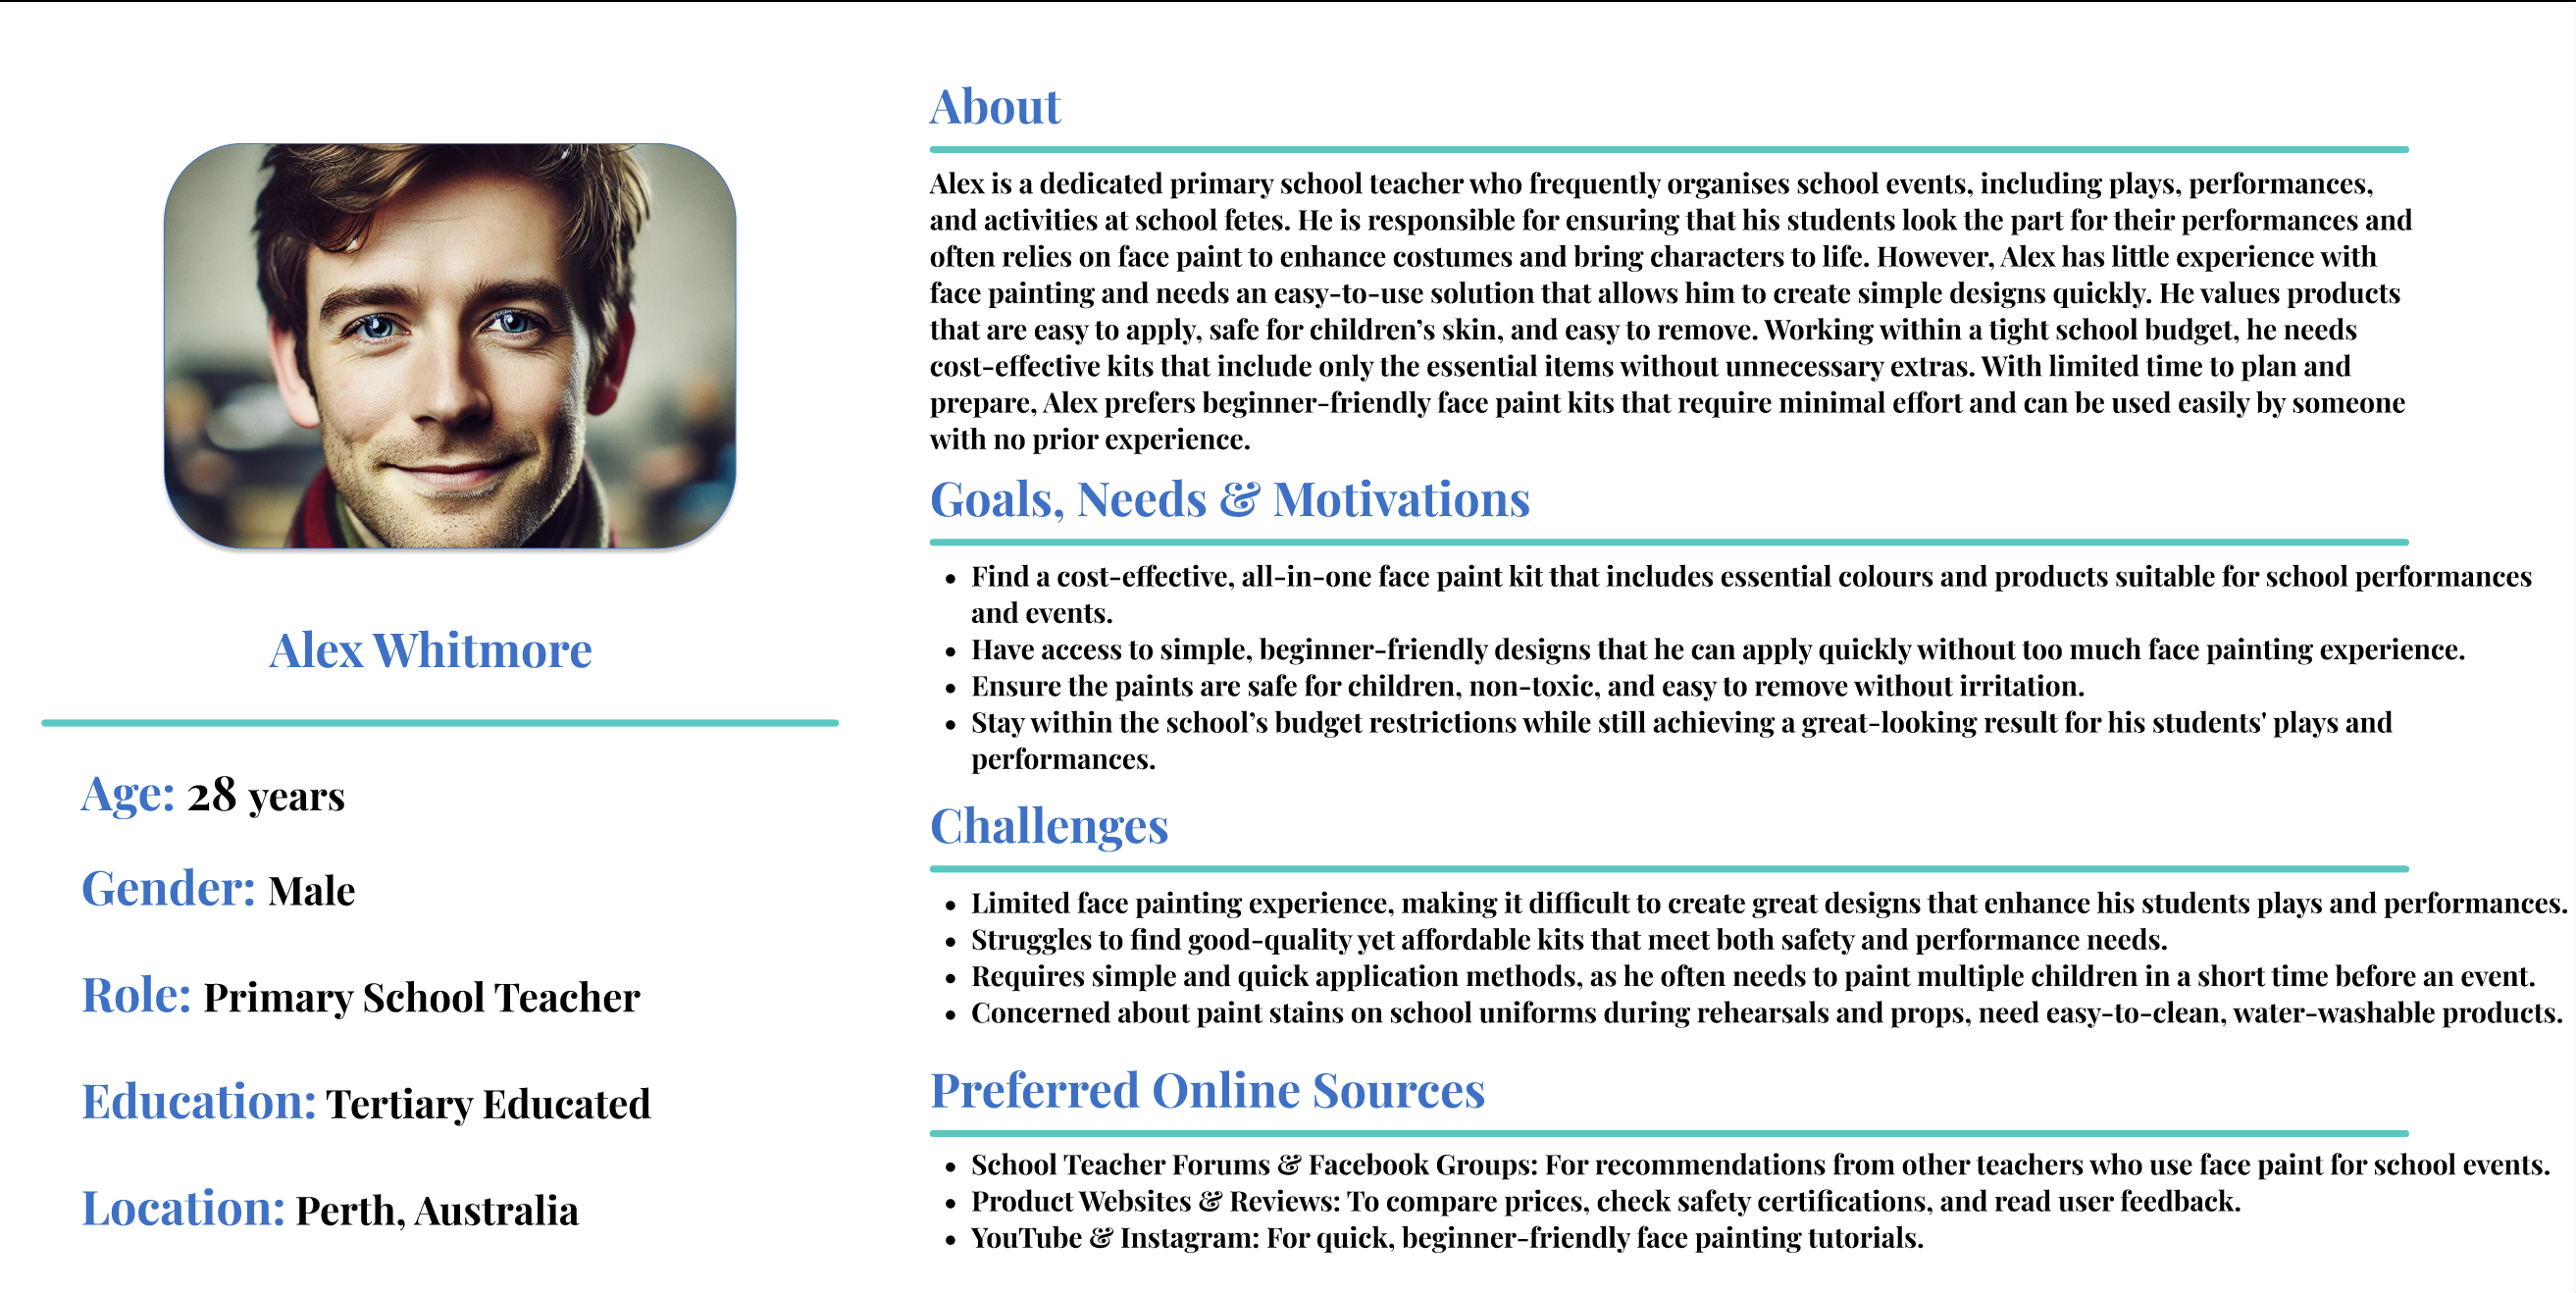 Alex Whitmore
Age: 28 years
Gender: Male
Role: Primary School Teacher
Education: Tertiary Educated
Location: Perth, Australia
About
Alex is a dedicated primary school teacher who frequently organises school events, including plays, performances,
and activities at school fetes. He is responsible for ensuring that his students look the part for their performances and
often relies on face paint to enhance costumes and bring characters to life. However, Alex has little experience with
face painting and needs an easy-to-use solution that allows him to create simple designs quickly. He values products
that are easy to apply, safe for children’s skin, and easy to remove. Working within a tight school budget, he needs
cost-effective kits that include only the essential items without unnecessary extras. With limited time to plan and
prepare, Alex prefers beginner-friendly face paint kits that require minimal effort and can be used easily by someone
with no prior experience.
Goals, Needs & Motivations
• Find a cost-effective, all-in-one face paint kit that includes essential colours and products suitable for school performances
and events.
• Have access to simple, beginner-friendly designs that he can apply quickly without too much face painting experience.
• Ensure the paints are safe for children, non-toxic, and easy to remove without irritation.
• Stay within the school’s budget restrictions while still achieving a great-looking result for his students' plays and
performances.
Challenges
• Limited face painting experience, making it difficult to create great designs that enhance his students plays and performances.
• Struggles to find good-quality yet affordable kits that meet both safety and performance needs.
• Requires simple and quick application methods, as he often needs to paint multiple children in a short time before an event.
• Concerned about paint stains on school uniforms during rehearsals and props, need easy-to-clean, water-washable products.
Preferred Online Sources
• School Teacher Forums & Facebook Groups: For recommendations from other teachers who use face paint for school events.
• Product Websites & Reviews: To compare prices, check safety certifications, and read user feedback.
• YouTube & Instagram: For quick, beginner-friendly face painting tutorials.